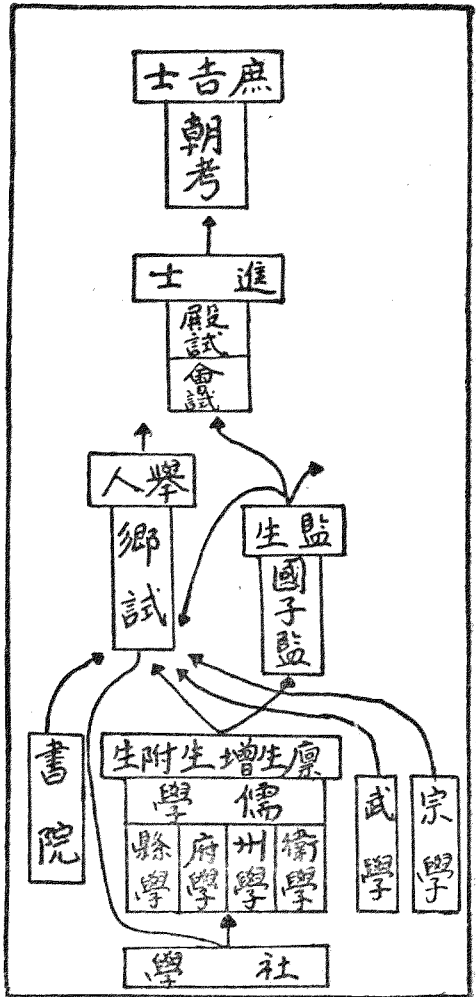 庶吉士
朝考
進士
殿試
會試
舉人
鄉試
監生
國子監
書院
廩生增生附生
儒學
衛學
州學
府學
縣學
武學
宗學
社學